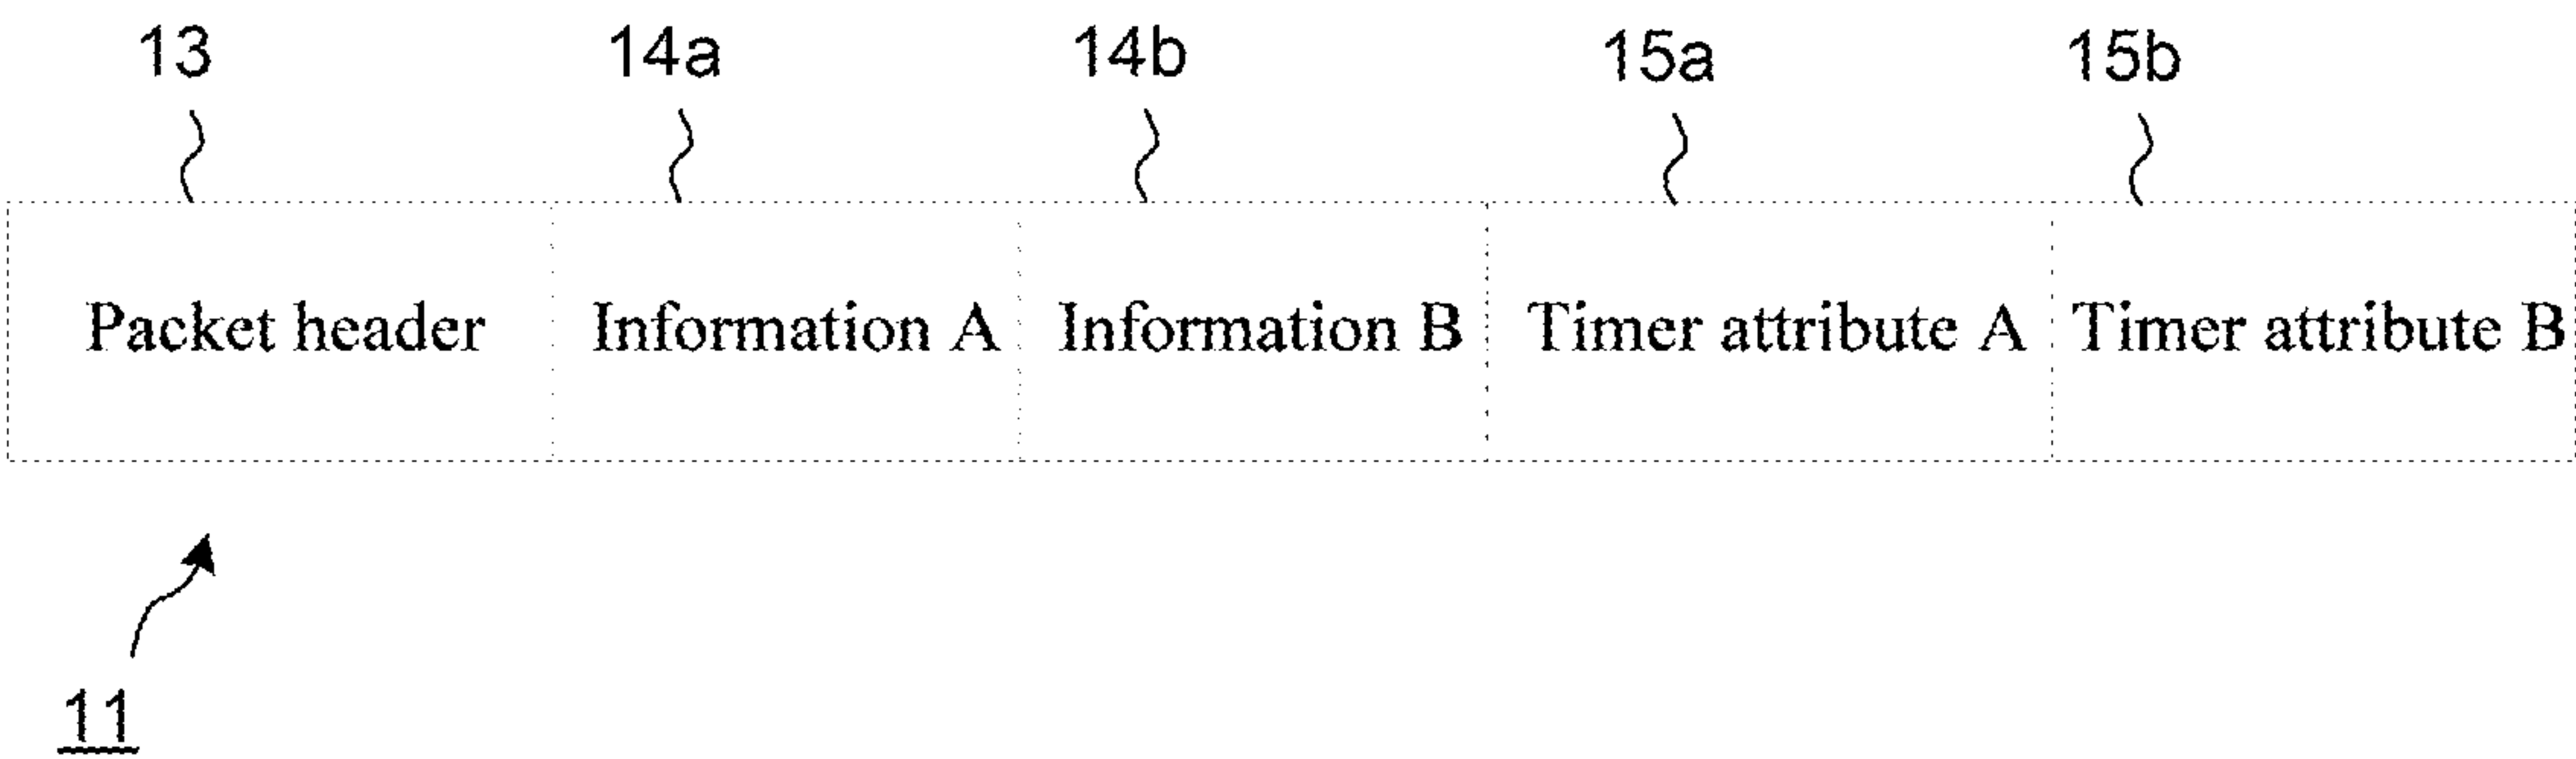 13 14a 14b 15a 15b
Packet header Information A Information B Timer attribute A Timer attribute B
11